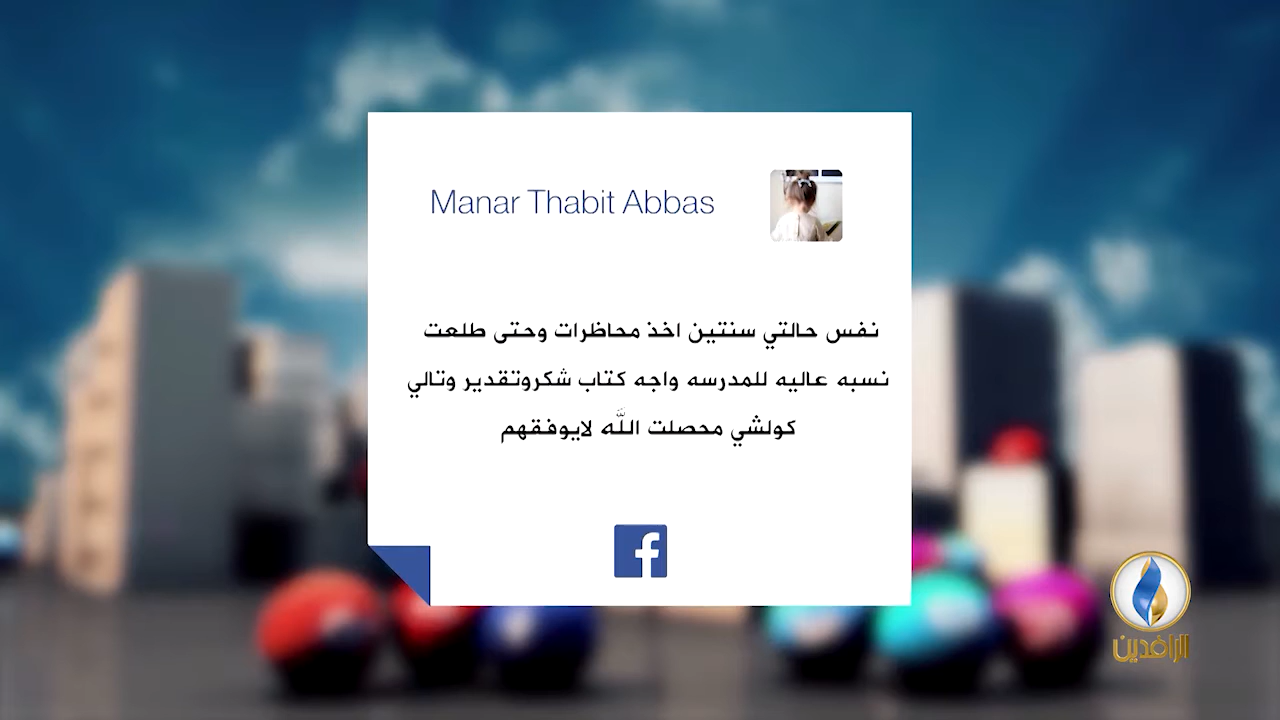 Manar Thabit Abbas
نفس حالتي سنتين اخذ محاظرات وحتى طلعت
نسبه عاليه للمدرسه واجه كتاب شكروتقدير وتالي
كولشي محصلت الله لايوفقهم
الرافدين